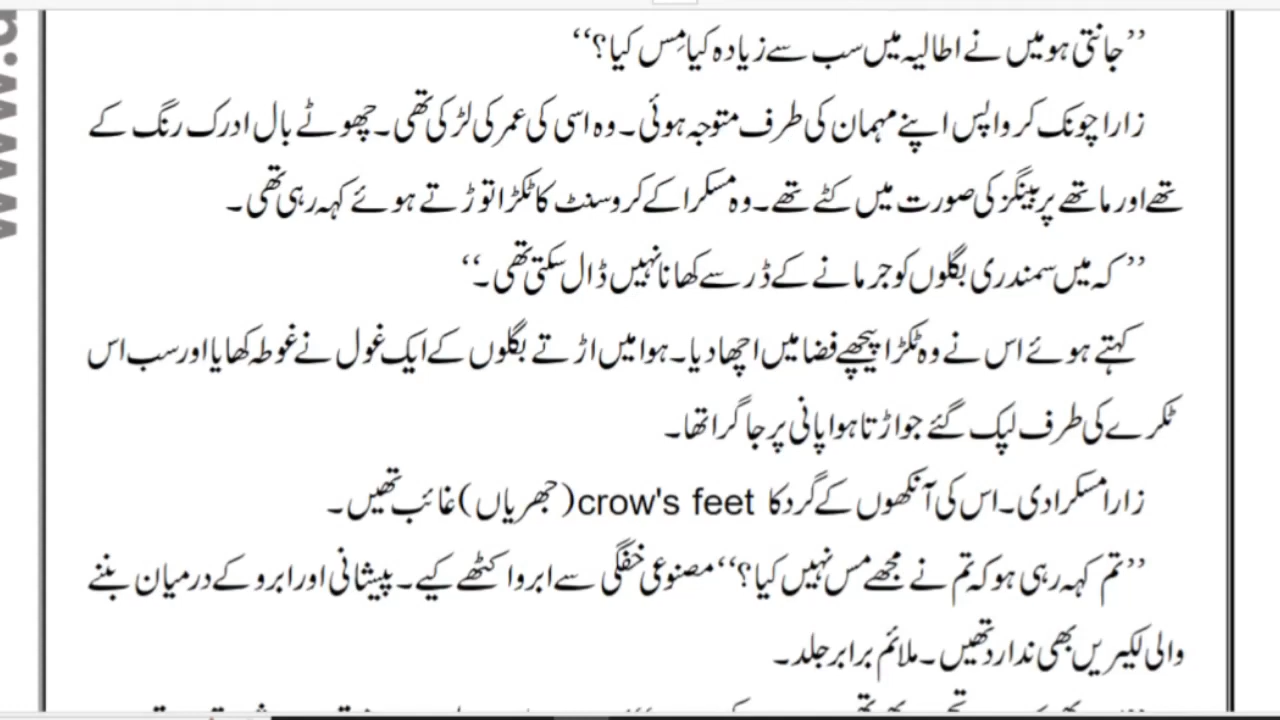 ’’جانتی ہو میں نے اطالیہ میں سب سے زیادہ کیا مِس کیا؟‘‘
زارا چونک کر واپس اپنے مہمان کی طرف متوجہ ہوئی۔ وہ اسی کی عمر کی لڑکی تھی۔ چھوٹے بال ادرک رنگ کے
تھے اور ماتھے پر بینگز کی صورت میں کٹے تھے۔ وہ مسکرا کے کروسنٹ کا ٹکڑا توڑتے ہوئے کہہ رہی تھی۔
’’کہ میں سمندری بگلوں کو جرمانے کے ڈر سے کھانا نہیں ڈال سکتی تھی۔‘‘
کہتے ہوئے اس نے وہ ٹکڑا پیچھے فضا میں اچھا دیا۔ ہوا میں اڑتے بگلوں کے ایک غول نے غوطہ کھایا اور سب اس
ٹکرے کی طرف لپک گئے جو اڑتا ہوا پانی پر جا گرا تھا۔
زارا مسکرا دی۔ اس کی آنکھوں کے گرد کا crow's feet (جھریاں) غائب تھیں۔
’’تم کہہ رہی ہو کہ تم نے مجھے مس نہیں کیا؟‘‘ مصنوعی خفگی سے ابرو اکٹھے کیے۔ پیشانی اور ابرو کے درمیان بننے
والی لکیریں بھی ندارد تھیں۔ ملائم برابر جلد۔
www.